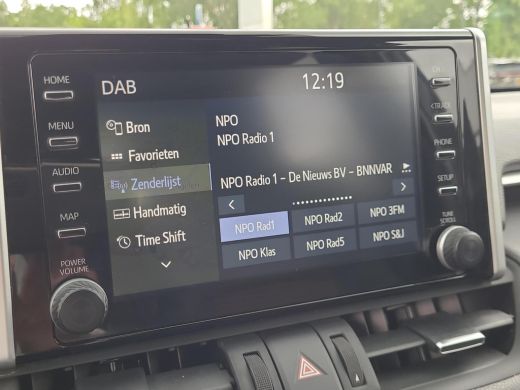 HOME
MENU
AUDIO
MAP
POWER
VOLUME
DAB
12:19
Bron
Favorieten
Zenderlijst
Handmatig
Time Shift
NPO
NPO Radio 1
NPO Radio 1 – De Nieuws BV – BNNVAR
NPO Rad1
NPO Rad2
NPO 3FM
NPO Klas
NPO Rad5
NPO S&J
CH
<TRACK
PHONE
SETUP
TUNE
SCROLL